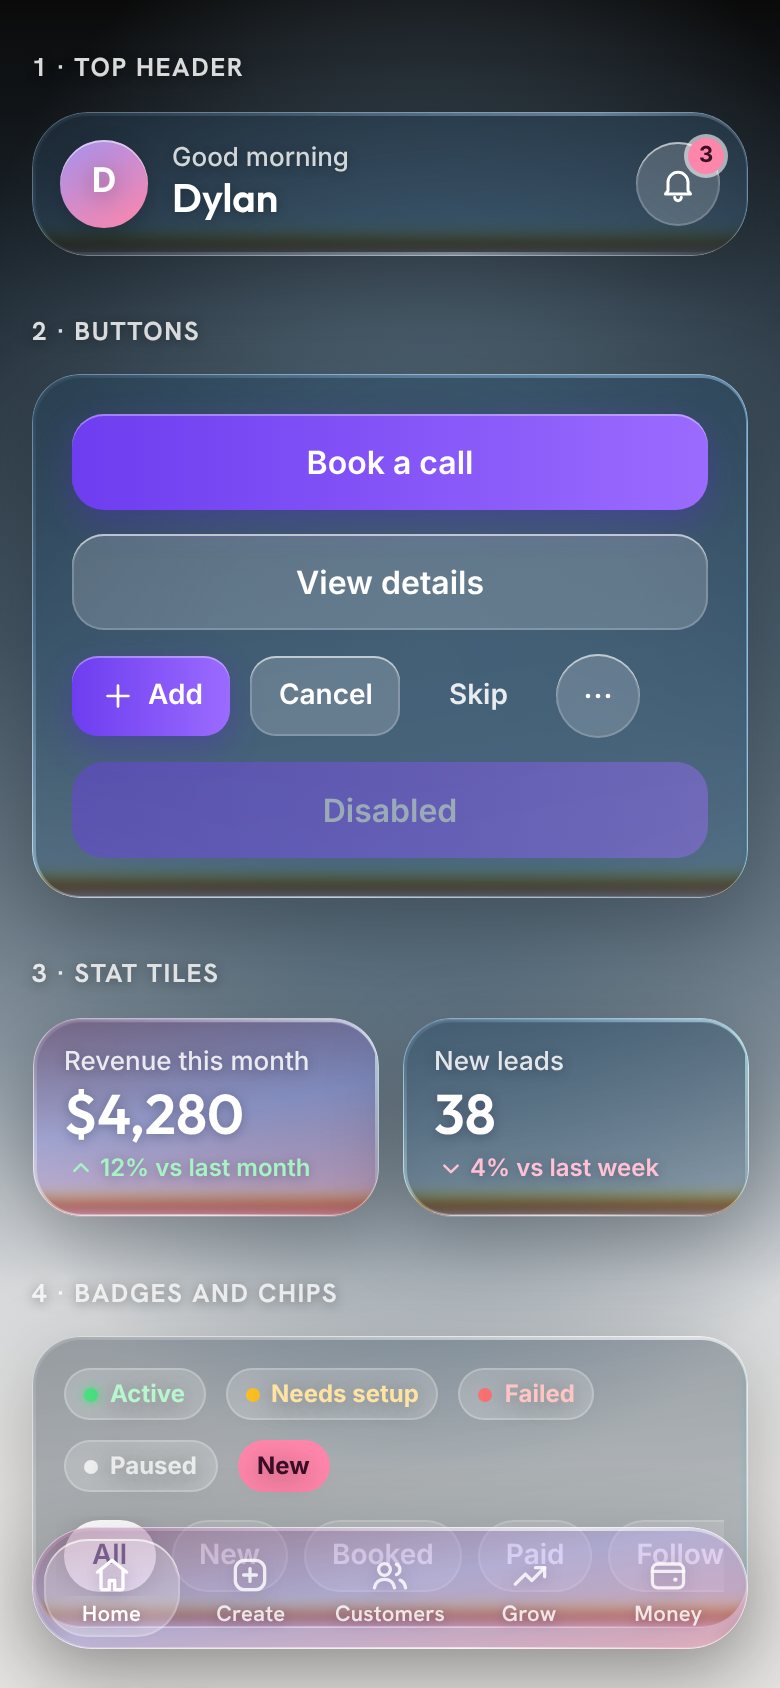 1 · TOP HEADER
D
Good morning
Dylan
3
2 · BUTTONS
Book a call
View details
Add
Cancel
Skip
Disabled
3 · STAT TILES
Revenue this month
$4,280
12% vs last month
New leads
38
4% vs last week
4 · BADGES AND CHIPS
Active
Needs setup
Failed
Paused
New
All
New
Booked
Paid
Follow
Home
Create
Customers
Grow
Money